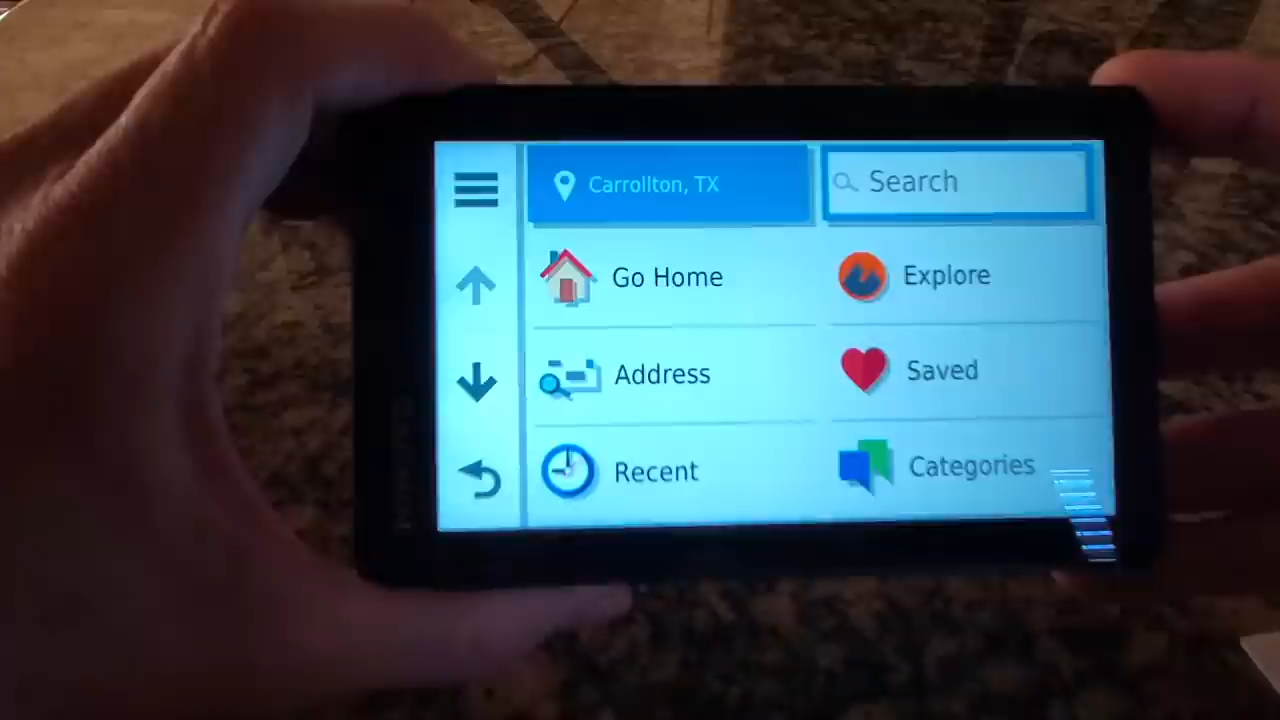 Carrollton, TX
Search
Go Home
Explore
Address
Saved
Recent
Categories